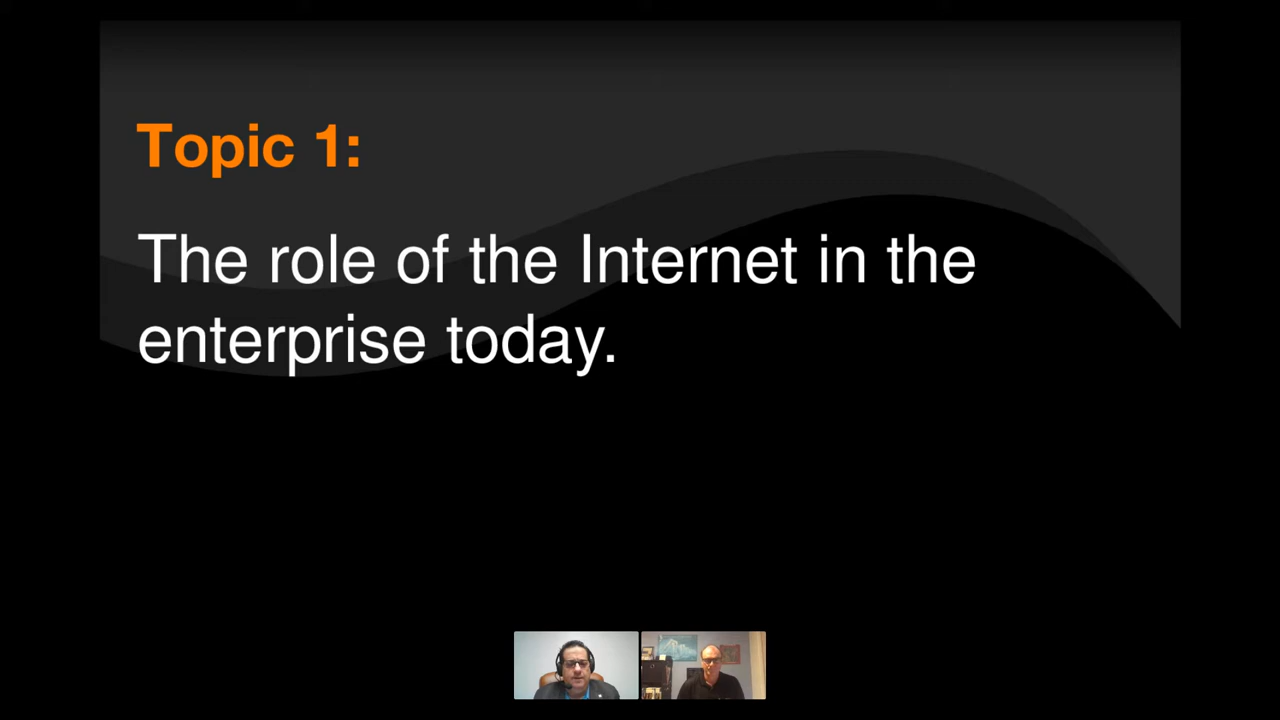 Topic 1:
The role of the Internet in the
enterprise today.